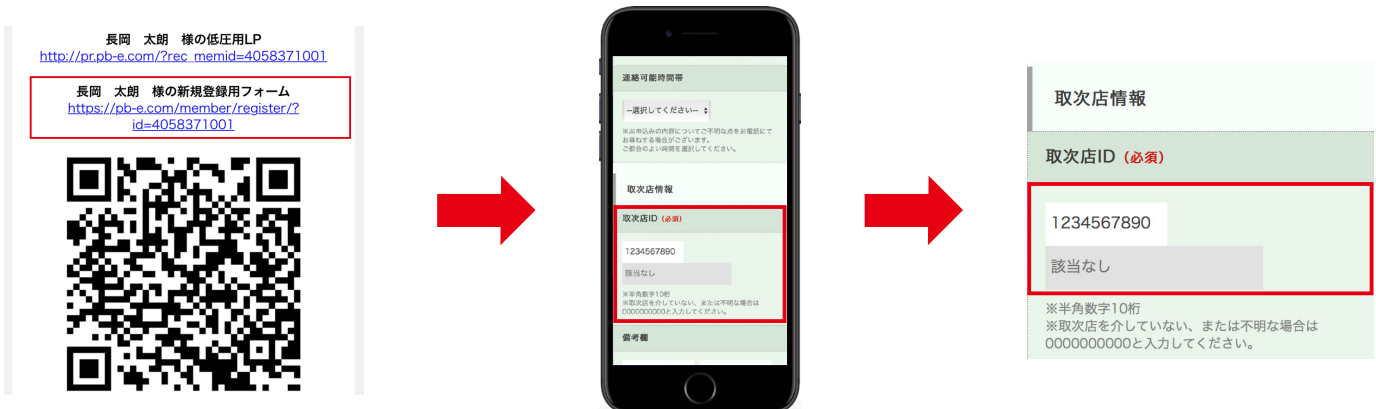 長岡　太朗　様の低圧用LP
http://pr.pb-e.com/?rec_memid=4058371001
長岡　太朗　様の新規登録用フォーム
https://pb-e.com/member/register/?
id=4058371001
連絡可能時間帯
--選択してください--
※お申込みの内容についてご不明な点をお電話にて
お尋ねする場合がございます。
ご都合のよい時間を選択してください。
取次店情報
取次店ID（必須）
1234567890
該当なし
※半角数字10桁
※取次店を介していない、または不明な場合は
0000000000と入力してください。
備考欄
取次店情報
取次店ID（必須）
1234567890
該当なし
※半角数字10桁
※取次店を介していない、または不明な場合は
0000000000と入力してください。